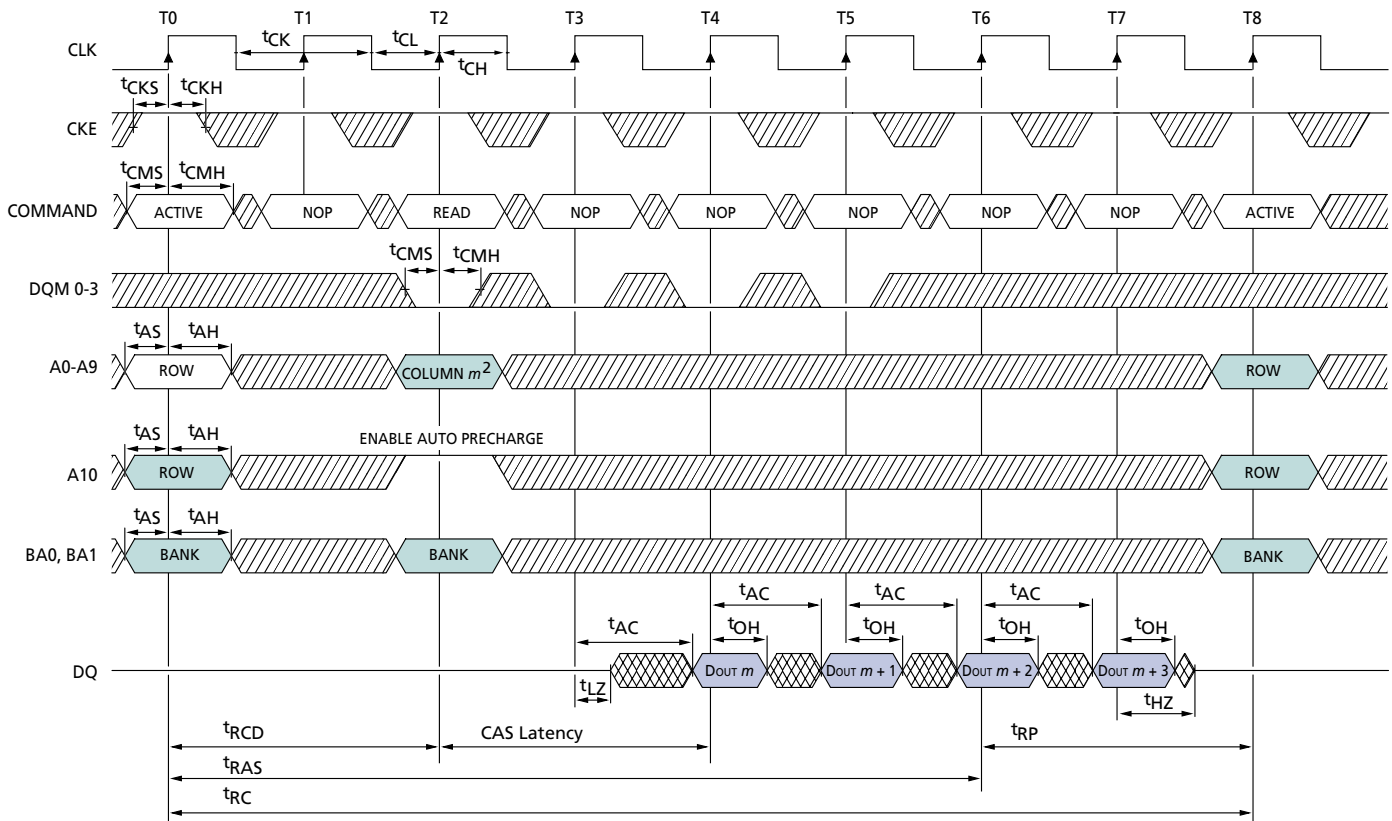 T0 T1 T2 T3 T4 T5 T6 T7 T8
CLK tCK tCL tCH
tCKS tCKH
CKE
tCMS tCMH
COMMAND ACTIVE NOP READ NOP NOP NOP NOP NOP ACTIVE
tCMS tCMH
DQM 0-3
tAS tAH
A0-A9 ROW COLUMN m² ROW
tAS tAH ENABLE AUTO PRECHARGE
A10 ROW ROW
tAS tAH
BA0, BA1 BANK BANK BANK
tAC tAC tAC
tAC tOH tOH tOH tOH
DQ DOUT m DOUT m + 1 DOUT m + 2 DOUT m + 3
tLZ tHZ
tRCD CAS Latency tRP
tRAS
tRC